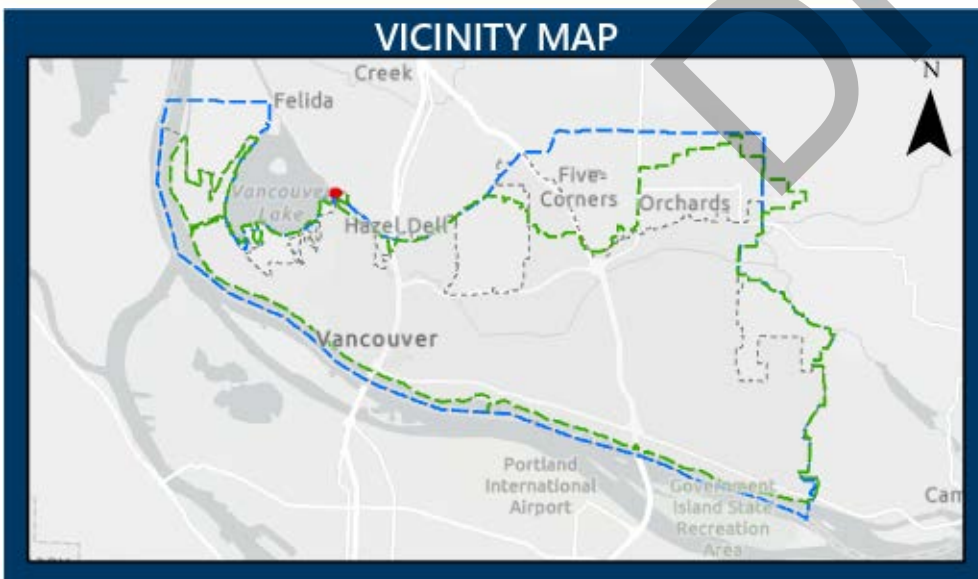 VICINITY MAP
N
Creek
Felida
Five
Corners
Orchards
Vancouver
Lake
Hazel Dell
Vancouver
Portland
International
Airport
Government
Island State
Recreation
Area
Cam